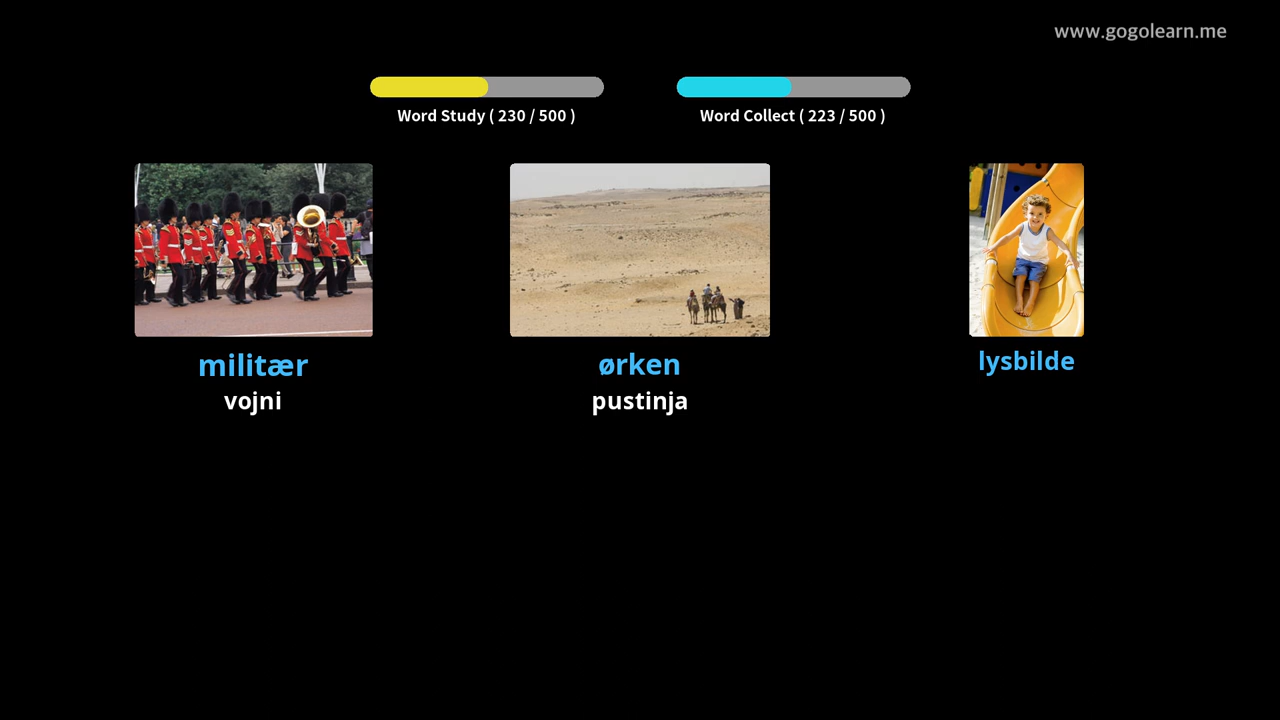 www.gogolearn.me
Word Study ( 230 / 500 )
Word Collect ( 223 / 500 )
militær
vojni
ørken
pustinja
lysbilde